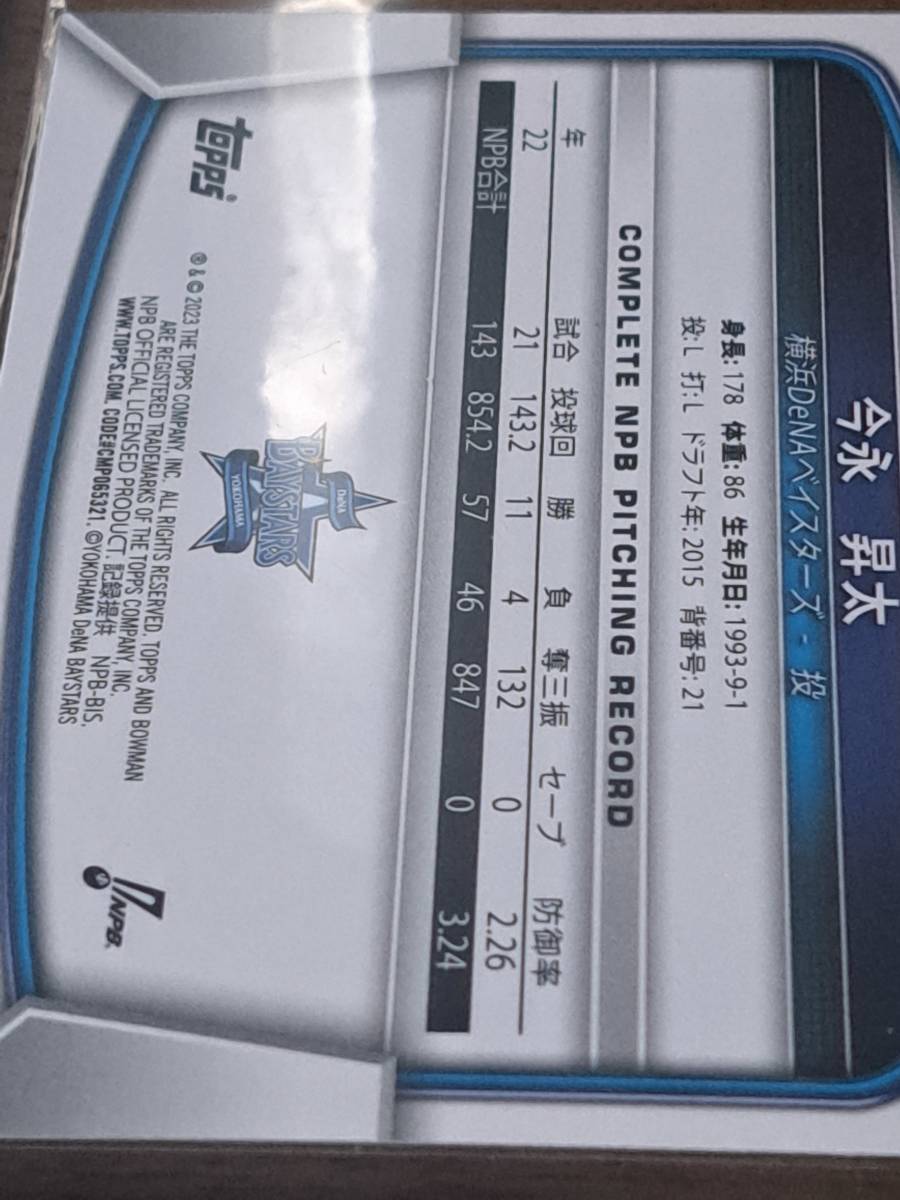 今永 昇太
横浜DeNAベイスターズ - 投
身長: 178 体重: 86 生年月日: 1993-9-1
投: L 打: L ドラフト年: 2015 背番号: 21
COMPLETE NPB PITCHING RECORD
年 試合 投球回 勝 負 奪三振 セーブ 防御率
22 21 143.2 11 4 132 0 2.26
NPB合計 143 854.2 57 46 847 0 3.24
topps
DeNA
BAYSTARS
YOKOHAMA
® & © 2023 THE TOPPS COMPANY, INC. ALL RIGHTS RESERVED. TOPPS AND BOWMAN
ARE REGISTERED TRADEMARKS OF THE TOPPS COMPANY, INC.
NPB OFFICIAL LICENSED PRODUCT. 記録提供 NPB-BIS.
WWW.TOPPS.COM. CODE#CMP065321. ©YOKOHAMA DeNA BAYSTARS
NPB